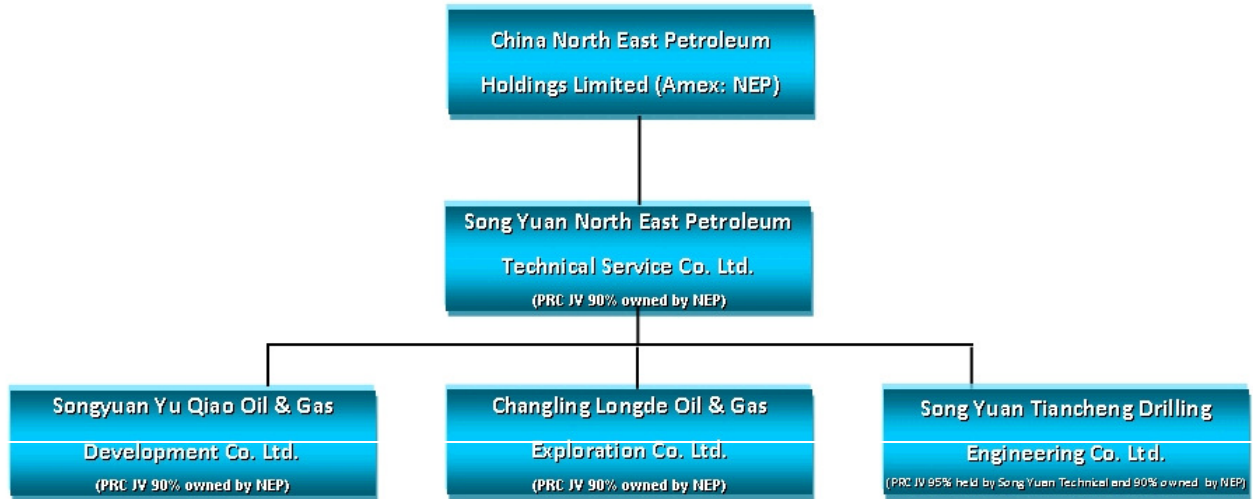 China North East Petroleum
Holdings Limited (Amex: NEP)
Song Yuan North East Petroleum
Technical Service Co. Ltd.
(PRC JV 90% owned by NEP)
Songyuan Yu Qiao Oil & Gas
Development Co. Ltd.
(PRC JV 90% owned by NEP)
Changling Longde Oil & Gas
Exploration Co. Ltd.
(PRC JV 90% owned by NEP)
Song Yuan Tiancheng Drilling
Engineering Co. Ltd.
(PRC JV 95% held by Song Yuan Technical and 90% owned by NEP)